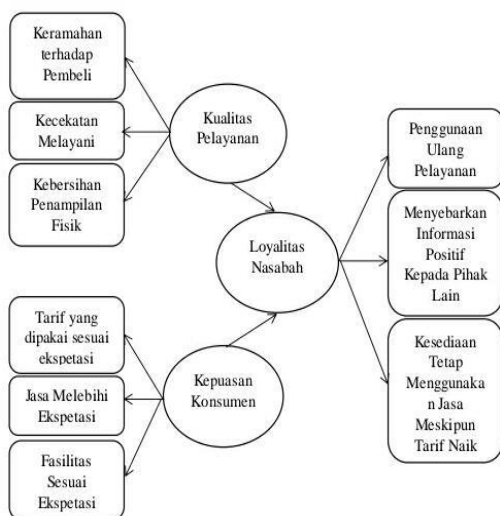 Keramahan
terhadap
Pembeli
Kecekatan
Melayani
Kebersihan
Penampilan
Fisik
Kualitas
Pelayanan
Loyalitas
Nasabah
Tarif yang
dipakai sesuai
ekspetasi
Jasa Melebihi
Ekspetasi
Fasilitas
Sesuai
Ekspetasi
Kepuasan
Konsumen
Penggunaan
Ulang
Pelayanan
Menyebarkan
Informasi
Positif
Kepada Pihak
Lain
Kesediaan
Tetap
Menggunaka
n Jasa
Meskipun
Tarif Naik